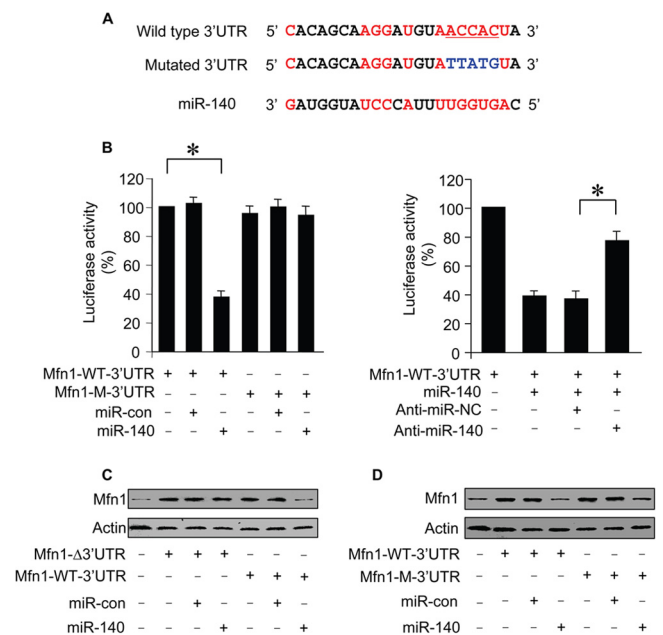 A
Wild type 3'UTR 5' CACAGCAAGGAUGUAACCACUA 3'
Mutated 3'UTR 5' CACAGCAAGGAUGUATTATGUA 3'
miR-140 3' GAUGGUAUCCCAUUUUGGUGAC 5'
B
*
120
100
80
60
40
20
0
Luciferase activity (%)
Mfn1-WT-3'UTR + + + – – –
Mfn1-M-3'UTR – – – + + +
miR-con – + – – + –
miR-140 – – + – – +
*
120
100
80
60
40
20
0
Luciferase activity (%)
Mfn1-WT-3'UTR + + + +
miR-140 – + + +
Anti-miR-NC – – + –
Anti-miR-140 – – – +
C
Mfn1
Actin
Mfn1-Δ3'UTR – + + + – – –
Mfn1-WT-3'UTR – – – – + + +
miR-con – – + – – + –
miR-140 – – – + – – +
D
Mfn1
Actin
Mfn1-WT-3'UTR – + + + – – –
Mfn1-M-3'UTR – – – – + + +
miR-con – – + – – + –
miR-140 – – – + – – +